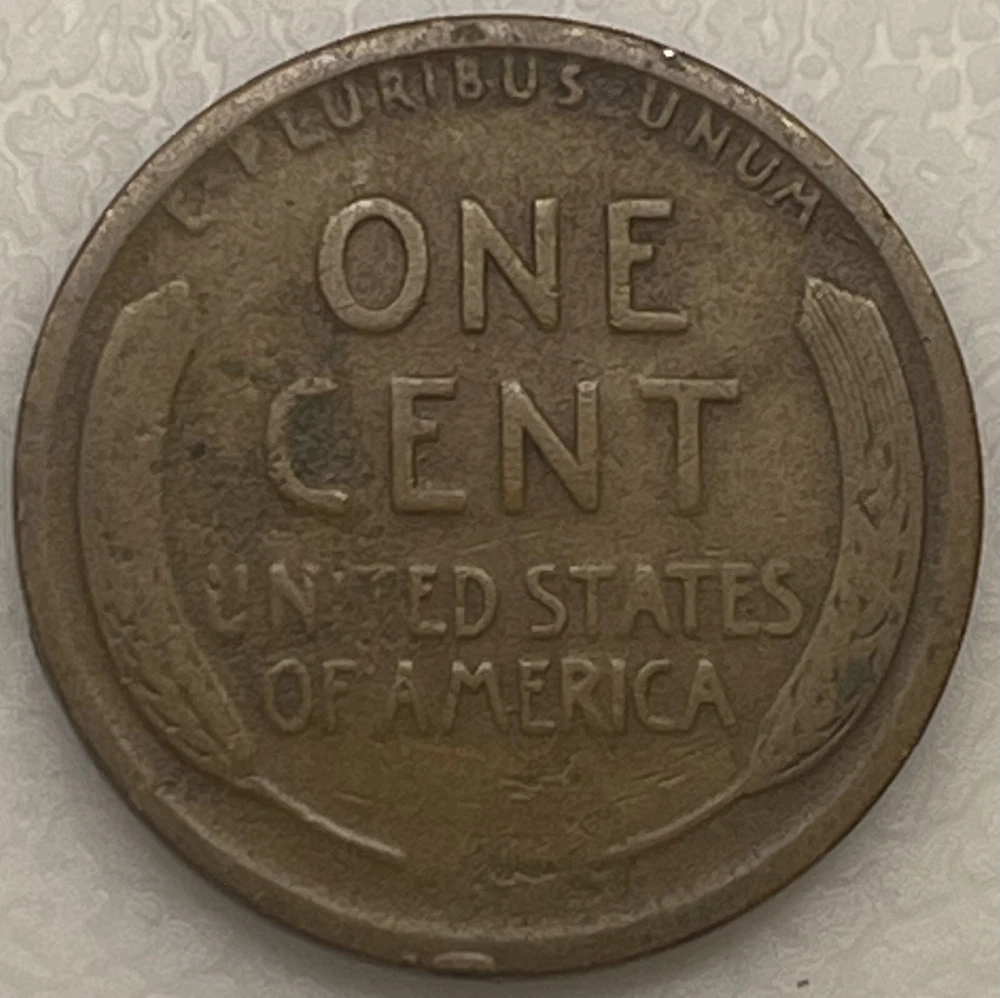 E PLURIBUS UNUM
ONE
CENT
UNITED STATES
OF AMERICA